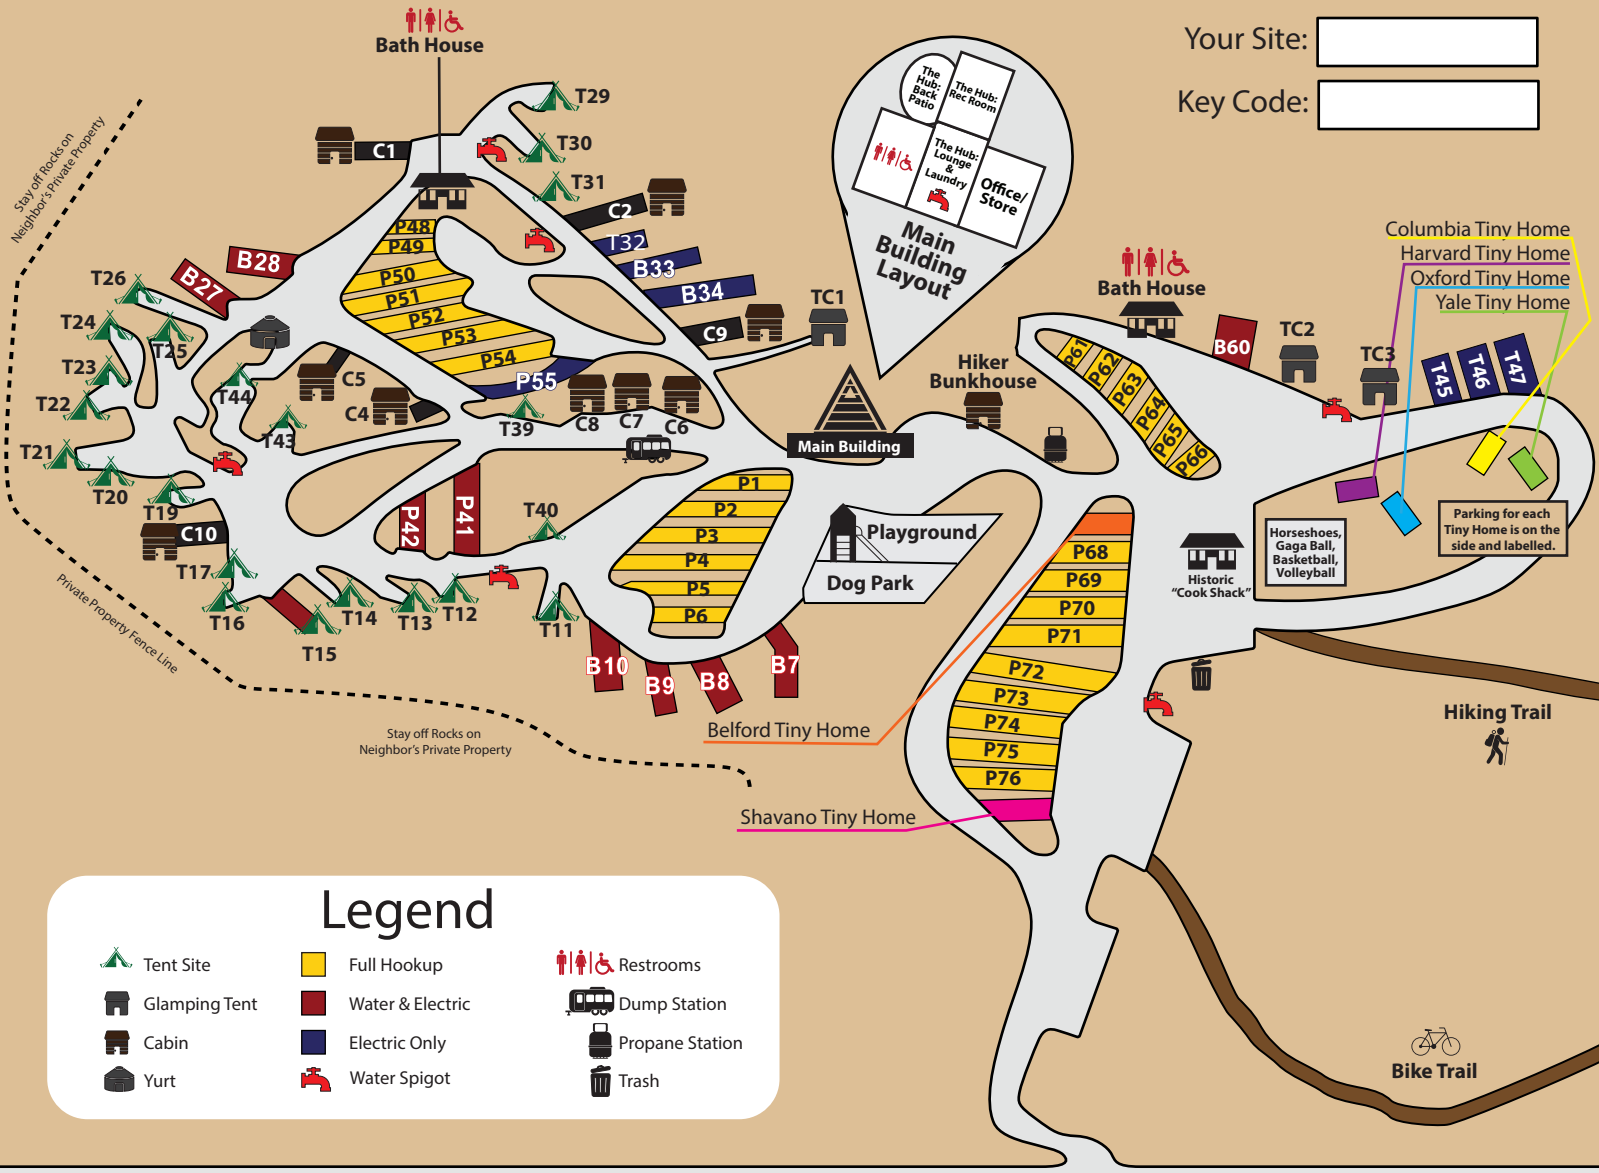 Bath House
Your Site:
Key Code:
Stay off Rocks on
Neighbor's Private Property
T29
T30
T31
C1
C2
The
Hub:
Back
Patio
The Hub:
Rec Room
The Hub:
Lounge
&
Laundry
Office/
Store
Main
Building
Layout
P48
P49
P50
P51
P52
P53
P54
P55
T32
B33
B34
C9
TC1
B28
B27
T26
T24
T25
T23
T22
T21
T20
T19
T44
T43
C5
C4
T39
C8
C7
C6
C10
T17
T16
T15
T14
T13
T12
T11
T40
P42
P41
Main Building
Hiker
Bunkhouse
Bath House
B60
TC2
TC3
T45
T46
T47
Columbia Tiny Home
Harvard Tiny Home
Oxford Tiny Home
Yale Tiny Home
P61
P62
P63
P64
P65
P66
P1
P2
P3
P4
P5
P6
Playground
Dog Park
B10
B9
B8
B7
P68
P69
P70
P71
P72
P73
P74
P75
P76
Historic
"Cook Shack"
Horseshoes,
Gaga Ball,
Basketball,
Volleyball
Parking for each
Tiny Home is on the
side and labelled.
Private Property Fence Line
Stay off Rocks on
Neighbor's Private Property
Belford Tiny Home
Shavano Tiny Home
Hiking Trail
Bike Trail
Legend
Tent Site
Glamping Tent
Cabin
Yurt
Full Hookup
Water & Electric
Electric Only
Water Spigot
Restrooms
Dump Station
Propane Station
Trash